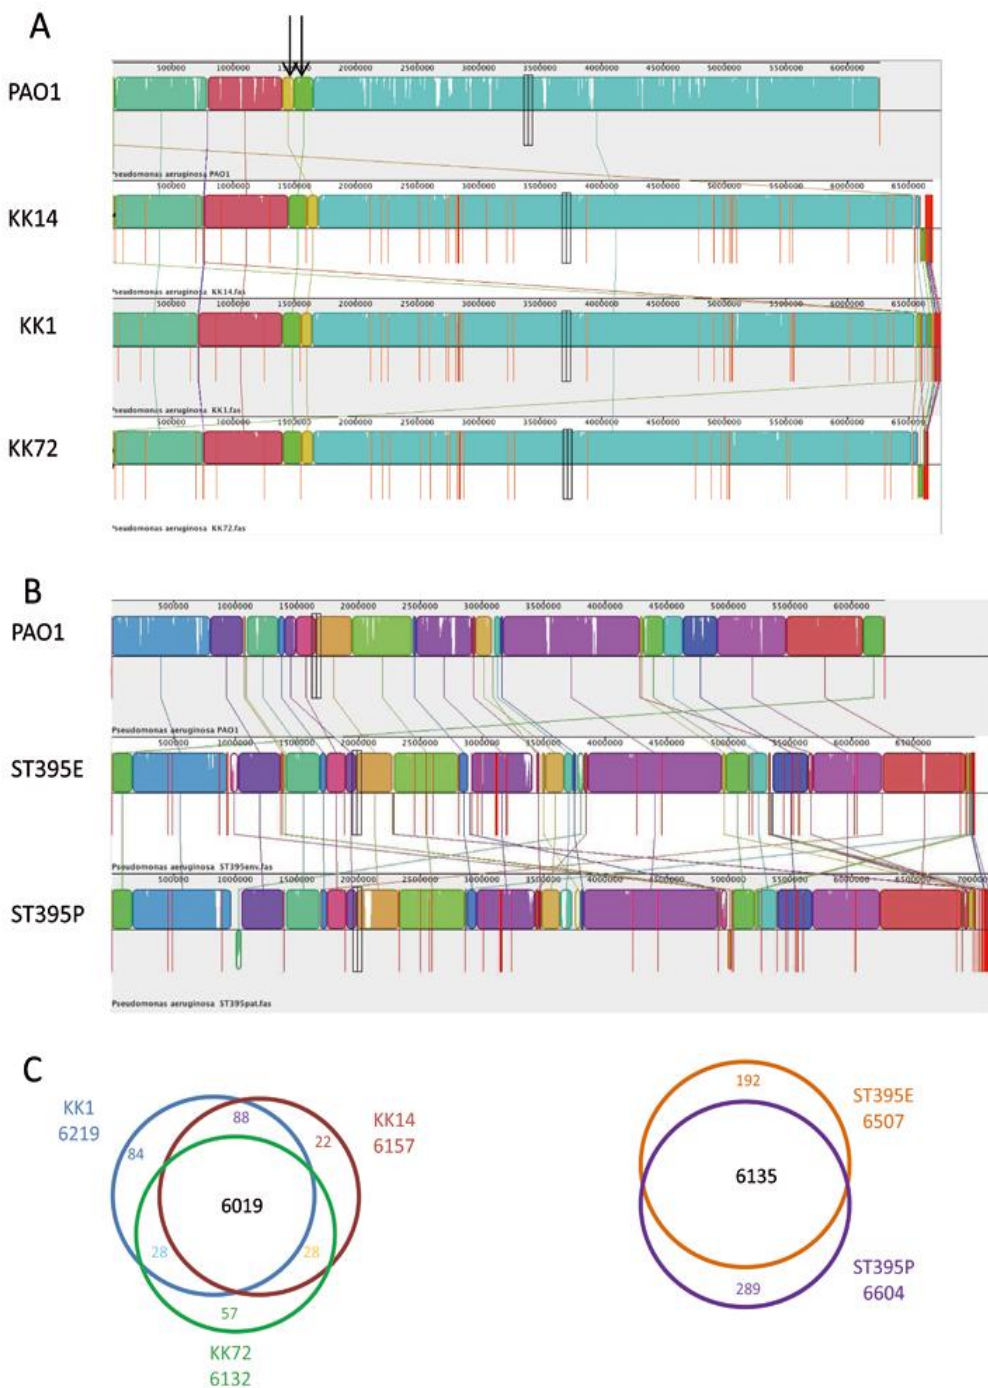 A
500000 1000000 1500000 2000000 2500000 3000000 3500000 4000000 4500000 5000000 5500000 6000000
PAO1
Pseudomonas aeruginosa PAO1
500000 1000000 1500000 2000000 2500000 3000000 3500000 4000000 4500000 5000000 5500000 6000000 6500000
KK14
Pseudomonas aeruginosa KK14.fas
500000 1000000 1500000 2000000 2500000 3000000 3500000 4000000 4500000 5000000 5500000 6000000 6500000
KK1
Pseudomonas aeruginosa KK1.fas
500000 1000000 1500000 2000000 2500000 3000000 3500000 4000000 4500000 5000000 5500000 6000000 6500000
KK72
Pseudomonas aeruginosa KK72.fas
B
500000 1000000 1500000 2000000 2500000 3000000 3500000 4000000 4500000 5000000 5500000 6000000
PAO1
Pseudomonas aeruginosa PAO1
500000 1000000 1500000 2000000 2500000 3000000 3500000 4000000 4500000 5000000 5500000 6000000 6500000
ST395E
Pseudomonas aeruginosa ST395env.fas
500000 1000000 1500000 2000000 2500000 3000000 3500000 4000000 4500000 5000000 5500000 6000000 6500000 700000
ST395P
Pseudomonas aeruginosa ST395pat.fas
C
KK1
6219
84
88
22
KK14
6157
6019
28
28
57
KK72
6132
192
ST395E
6507
6135
ST395P
6604
289